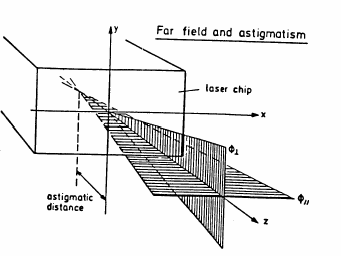 Far field and astigmatism
y
laser chip
x
Φ⊥
Φ//
z
astigmatic
distance